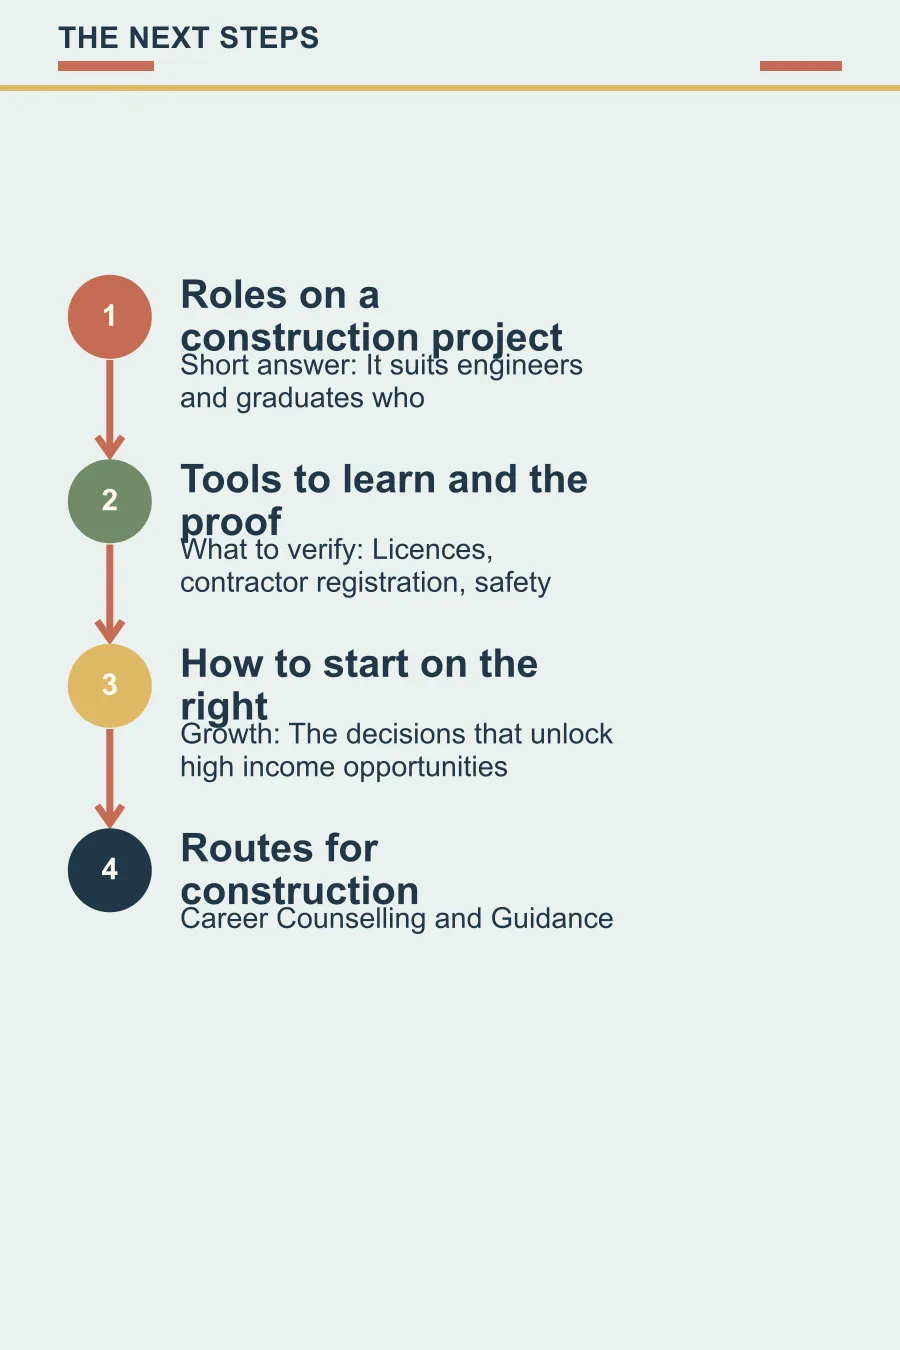 THE NEXT STEPS
1
Roles on a
construction project
Short answer: It suits engineers
and graduates who
2
Tools to learn and the
proof
What to verify: Licences,
contractor registration, safety
3
How to start on the
right
Growth: The decisions that unlock
high income opportunities
4
Routes for
construction
Career Counselling and Guidance